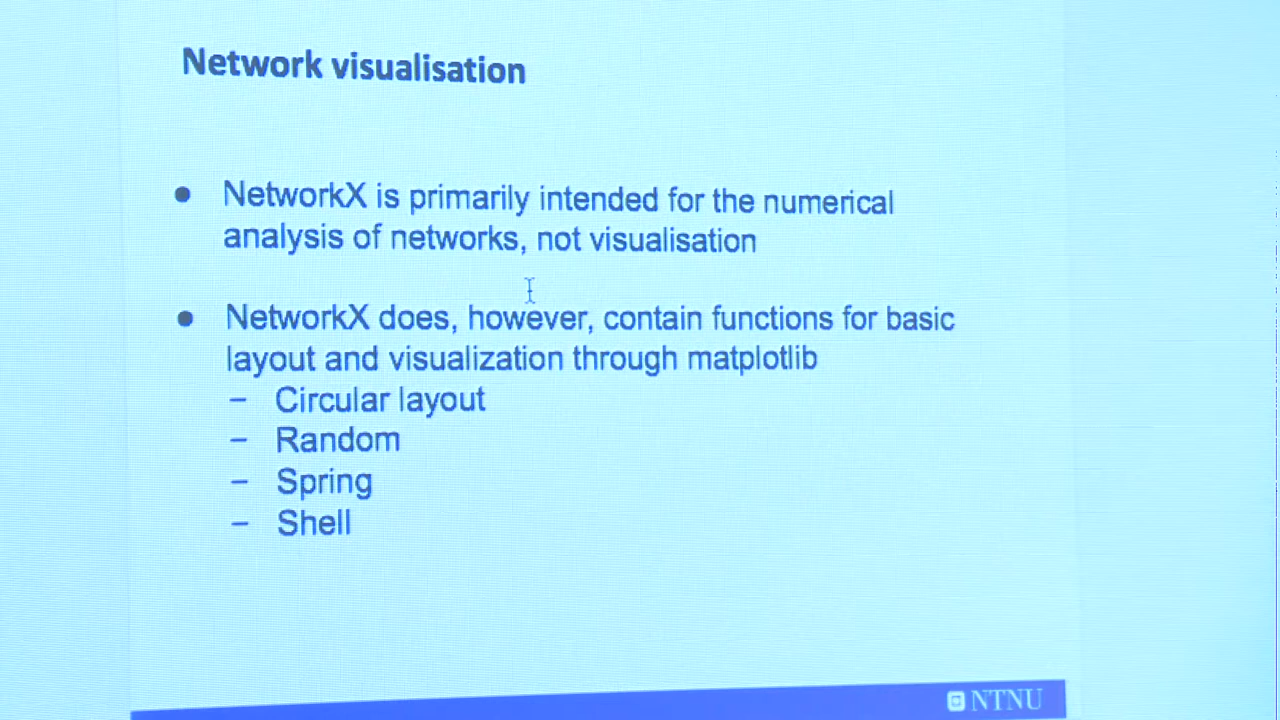 Network visualisation
● NetworkX is primarily intended for the numerical
analysis of networks, not visualisation
● NetworkX does, however, contain functions for basic
layout and visualization through matplotlib
– Circular layout
– Random
– Spring
– Shell
NTNU